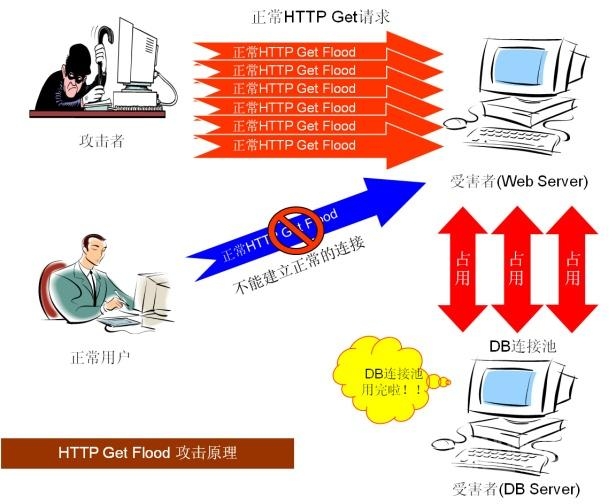 正常HTTP Get请求
正常HTTP Get Flood
正常HTTP Get Flood
正常HTTP Get Flood
正常HTTP Get Flood
正常HTTP Get Flood
正常HTTP Get Flood
攻击者
受害者(Web Server)
正常HTTP Get Flood
不能建立正常的连接
占用
占用
占用
正常用户
DB连接池
DB连接池
用完啦！！
HTTP Get Flood 攻击原理
受害者(DB Server)